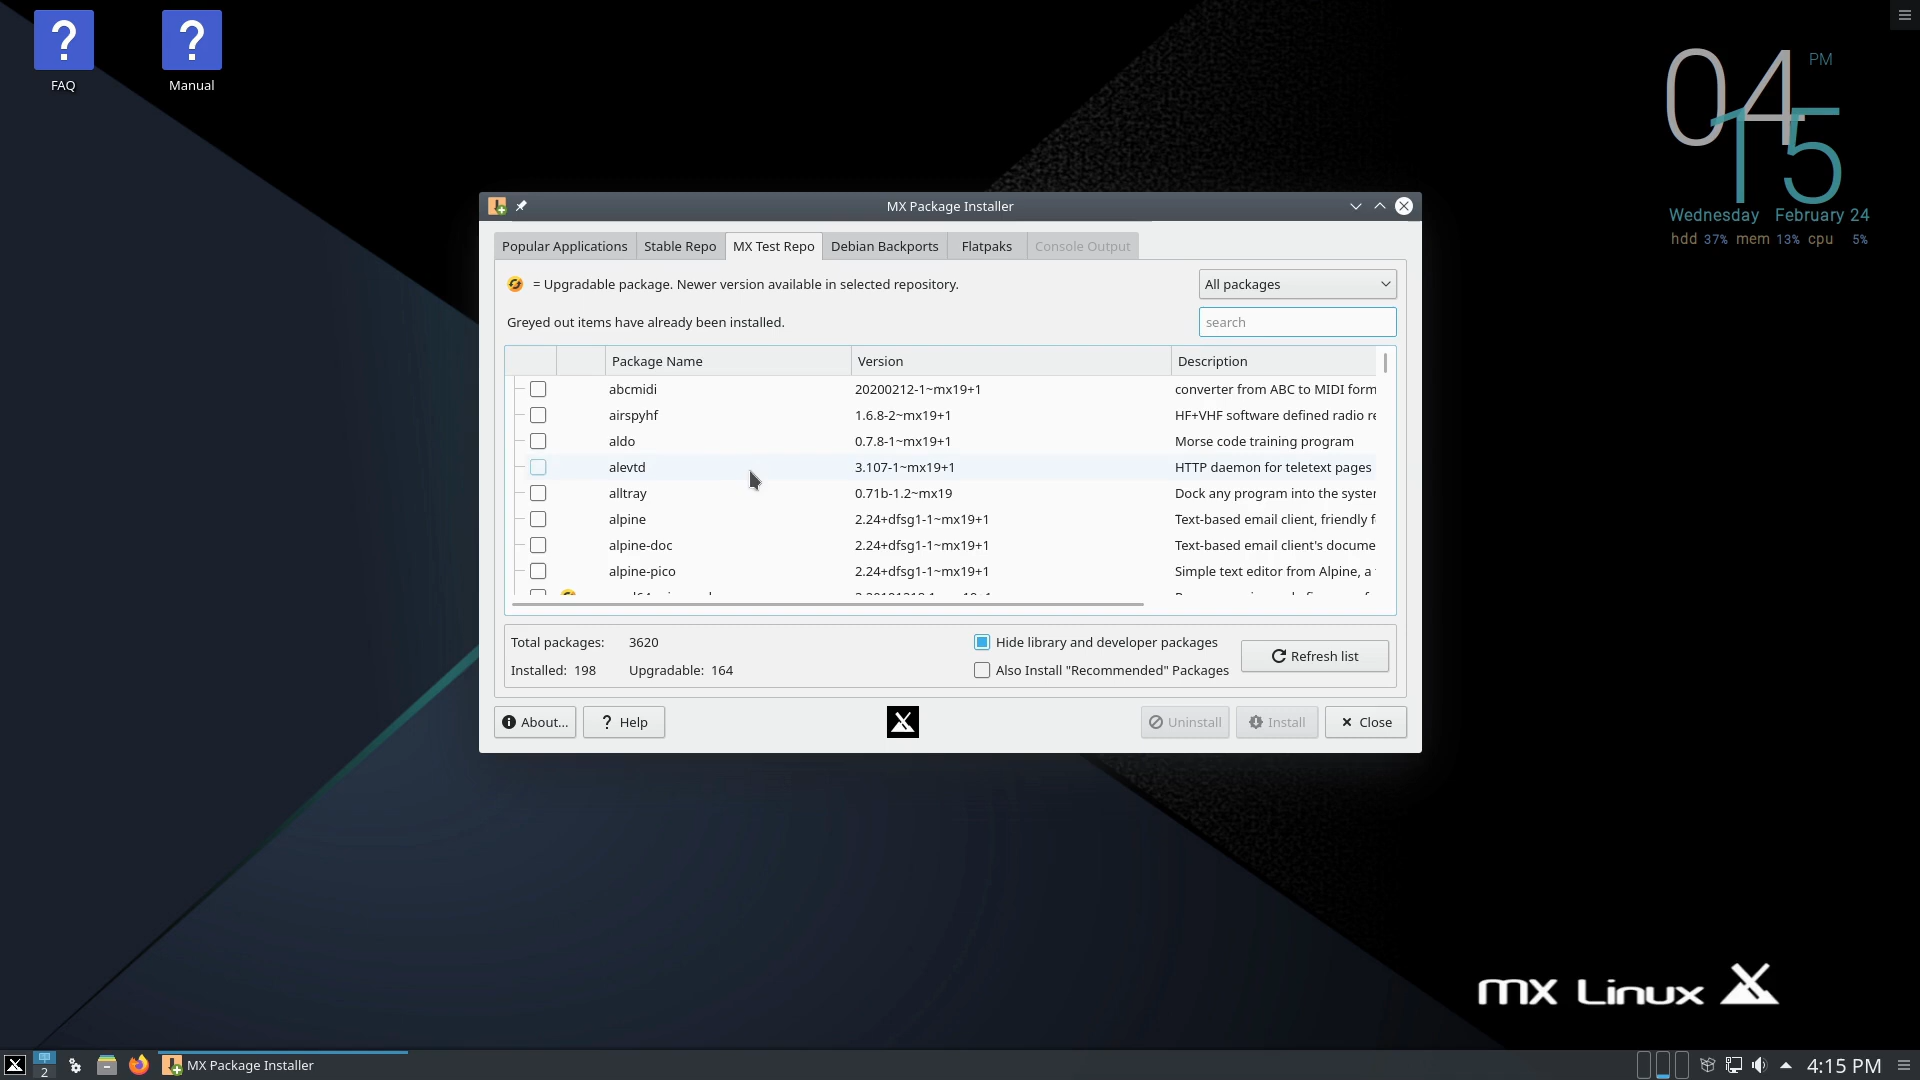 FAQ
Manual
04
PM
15
Wednesday February 24
hdd 37% mem 13% cpu 5%
MX Package Installer
Popular Applications
Stable Repo
MX Test Repo
Debian Backports
Flatpaks
Console Output
= Upgradable package. Newer version available in selected repository.
All packages
Greyed out items have already been installed.
search
Package Name Version Description
abcmidi 20200212-1~mx19+1 converter from ABC to MIDI form
airspyhf 1.6.8-2~mx19+1 HF+VHF software defined radio re
aldo 0.7.8-1~mx19+1 Morse code training program
alevtd 3.107-1~mx19+1 HTTP daemon for teletext pages
alltray 0.71b-1.2~mx19 Dock any program into the system
alpine 2.24+dfsg1-1~mx19+1 Text-based email client, friendly f
alpine-doc 2.24+dfsg1-1~mx19+1 Text-based email client's docume
alpine-pico 2.24+dfsg1-1~mx19+1 Simple text editor from Alpine, a
Total packages: 3620
Hide library and developer packages
Refresh list
Installed: 198 Upgradable: 164
Also Install "Recommended" Packages
About...
? Help
Uninstall
Install
Close
mx Linux
2
MX Package Installer
4:15 PM